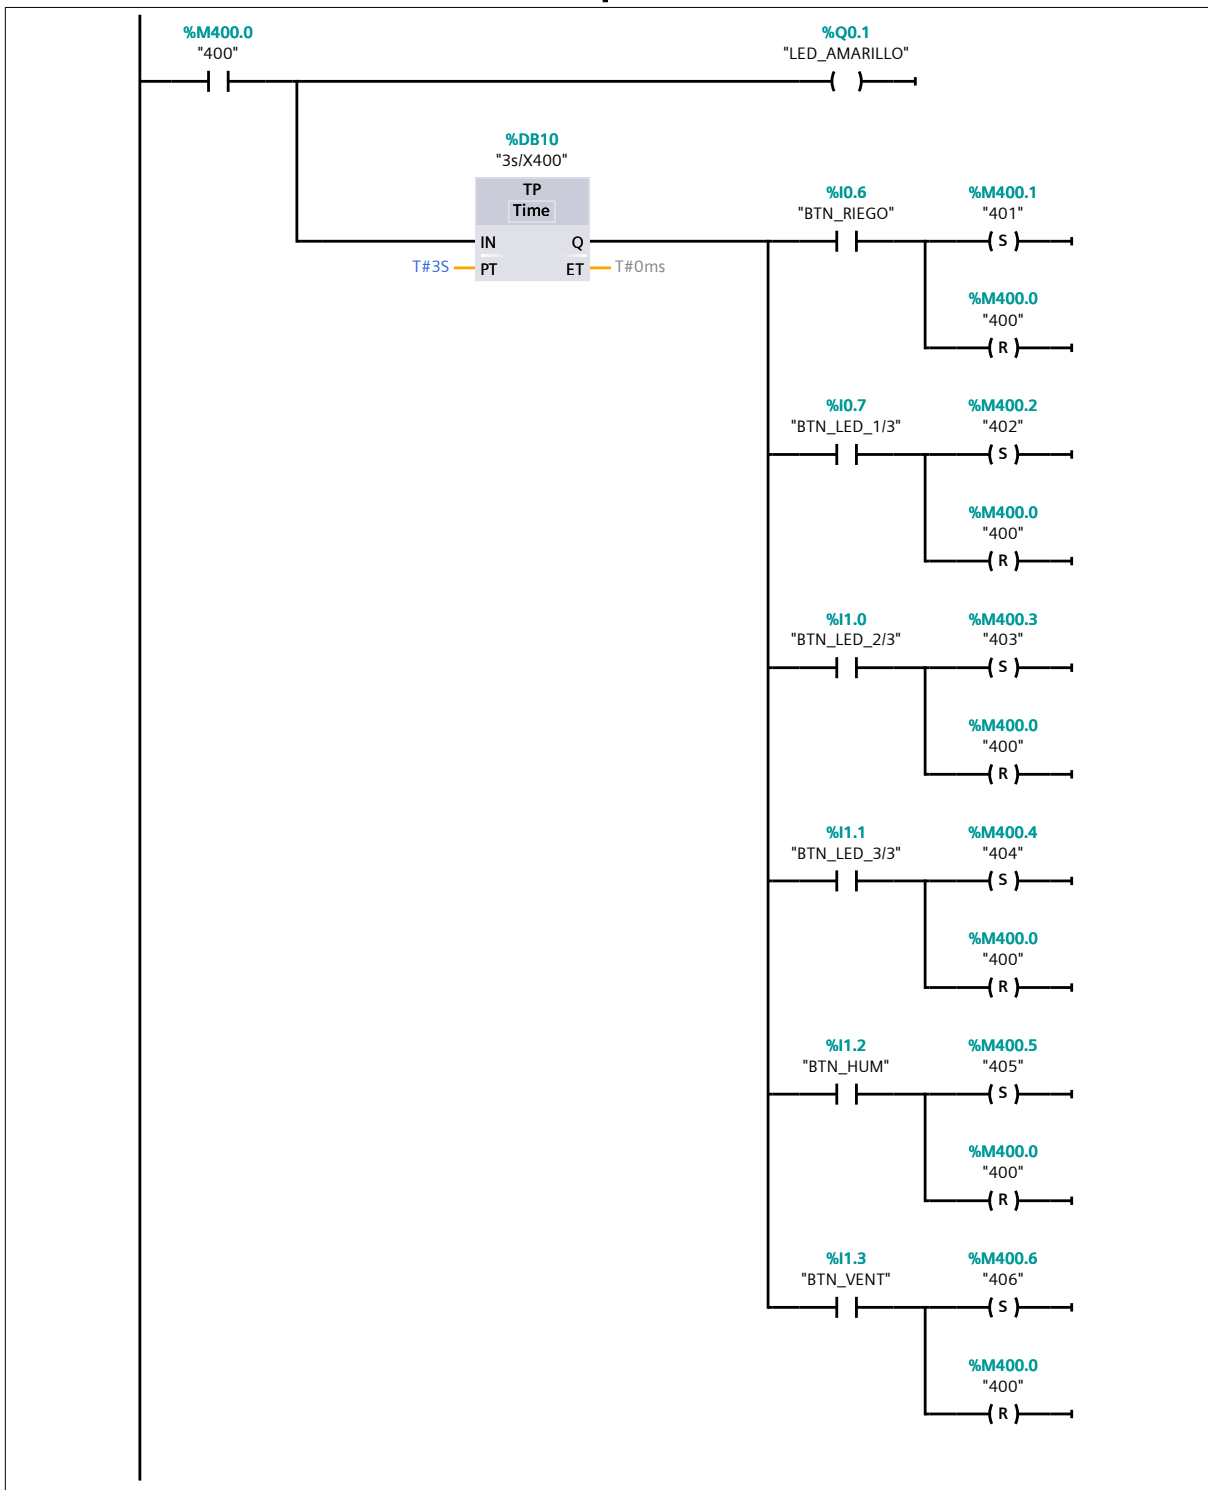 %M400.0
"400"
%Q0.1
"LED_AMARILLO"
%DB10
"3s/X400"
TP
Time
IN
Q
T#3S
PT
ET
T#0ms
%I0.6
"BTN_RIEGO"
%M400.1
"401"
S
%M400.0
"400"
R
%I0.7
"BTN_LED_1/3"
%M400.2
"402"
S
%M400.0
"400"
R
%I1.0
"BTN_LED_2/3"
%M400.3
"403"
S
%M400.0
"400"
R
%I1.1
"BTN_LED_3/3"
%M400.4
"404"
S
%M400.0
"400"
R
%I1.2
"BTN_HUM"
%M400.5
"405"
S
%M400.0
"400"
R
%I1.3
"BTN_VENT"
%M400.6
"406"
S
%M400.0
"400"
R